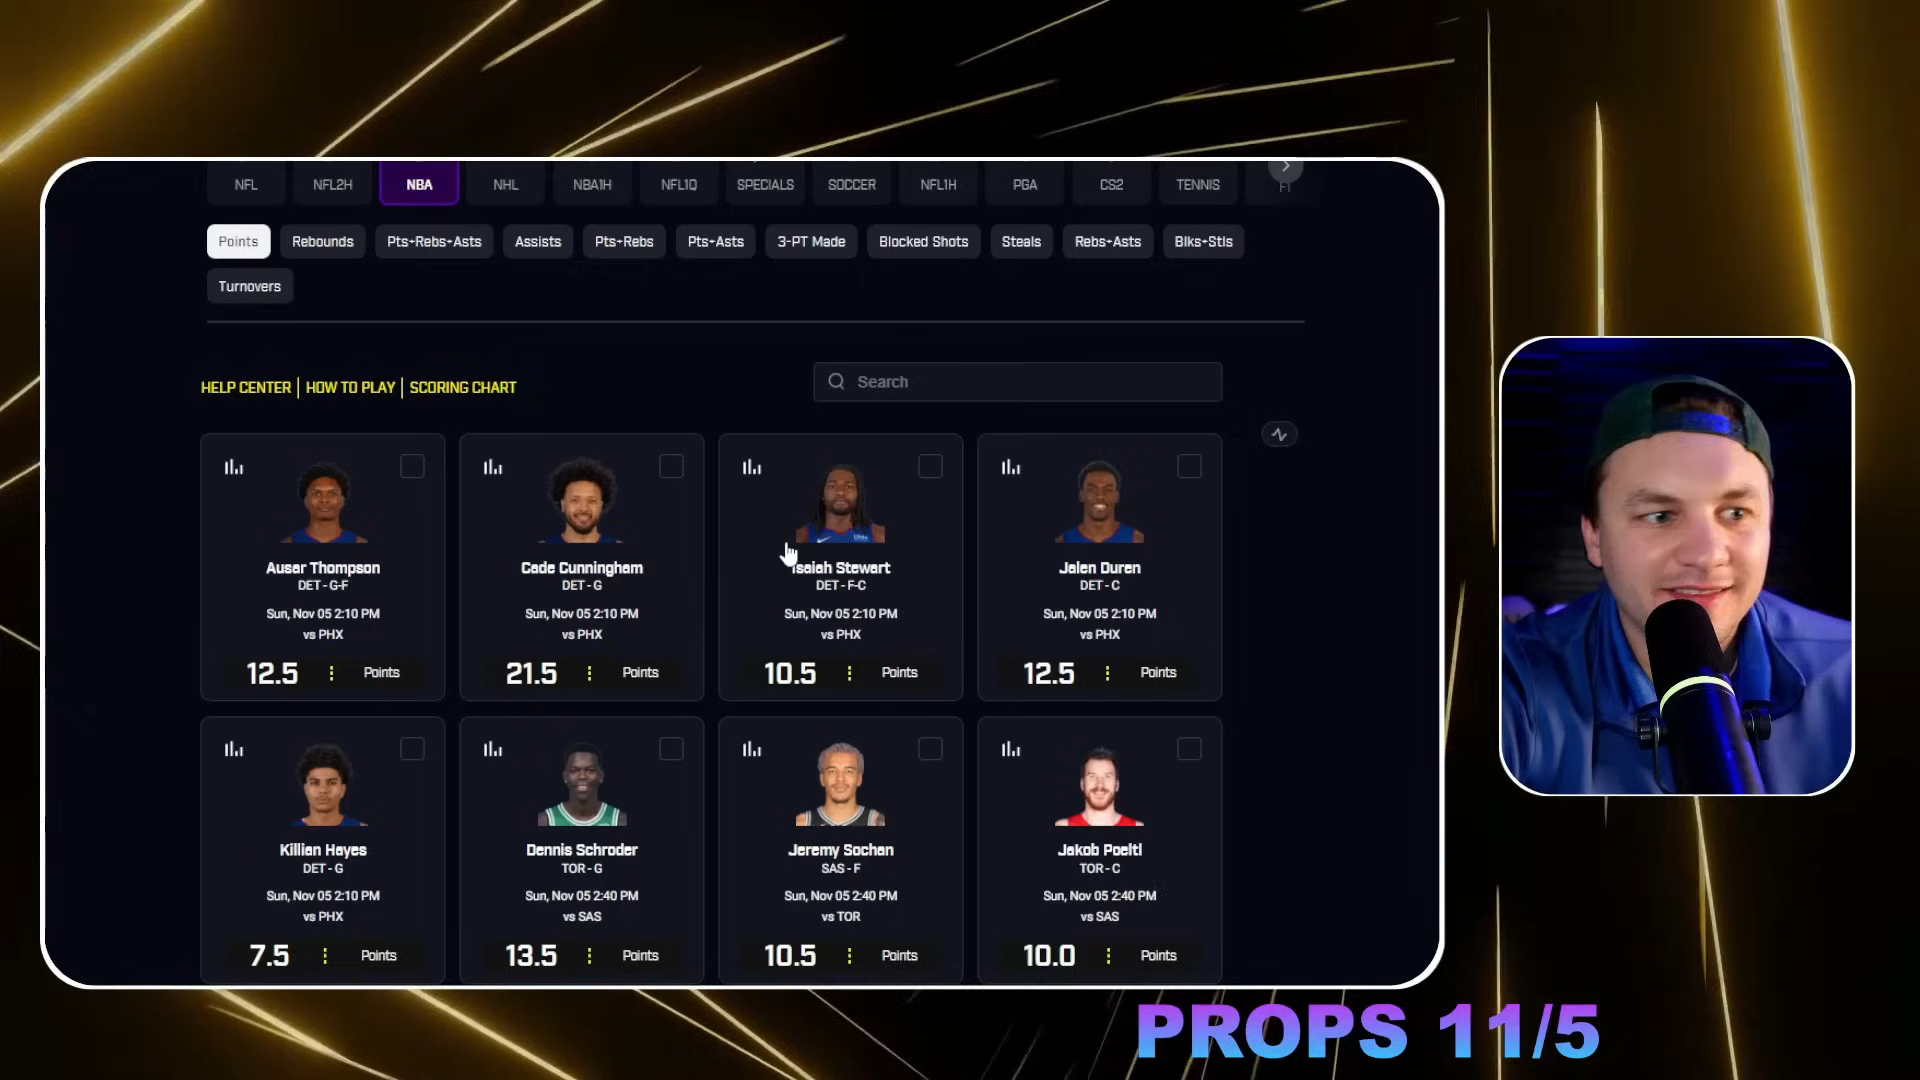 NFL NFL2H NBA NHL NBA1H NFL1Q SPECIALS SOCCER NFL1H PGA CS2 TENNIS F1
Points Rebounds Pts+Rebs+Asts Assists Pts+Rebs Pts+Asts 3-PT Made Blocked Shots Steals Rebs+Asts Blks+Stls
Turnovers
HELP CENTER | HOW TO PLAY | SCORING CHART
Search
Ausar Thompson
DET - G-F
Sun, Nov 05 2:10 PM
vs PHX
12.5 Points
Cade Cunningham
DET - G
Sun, Nov 05 2:10 PM
vs PHX
21.5 Points
Isaiah Stewart
DET - F-C
Sun, Nov 05 2:10 PM
vs PHX
10.5 Points
Jalen Duren
DET - C
Sun, Nov 05 2:10 PM
vs PHX
12.5 Points
Killian Hayes
DET - G
Sun, Nov 05 2:10 PM
vs PHX
7.5 Points
Dennis Schroder
TOR - G
Sun, Nov 05 2:40 PM
vs SAS
13.5 Points
Jeremy Sochan
SAS - F
Sun, Nov 05 2:40 PM
vs TOR
10.5 Points
Jakob Poeltl
TOR - C
Sun, Nov 05 2:40 PM
vs SAS
10.0 Points
PROPS 11/5